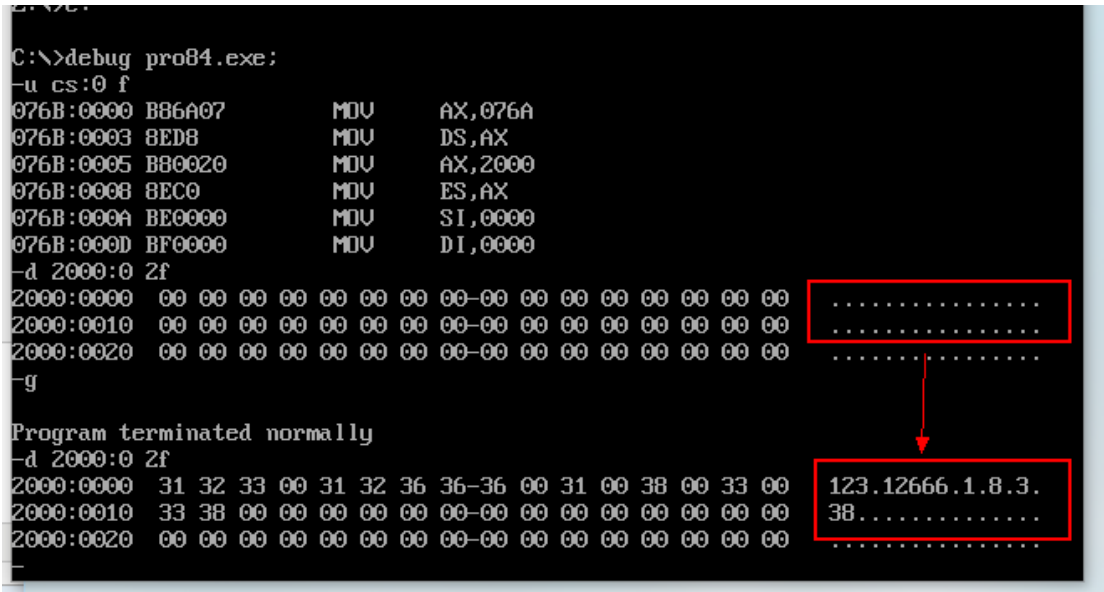 C:\>debug pro84.exe;
-u cs:0 f
076B:0000 B86A07 MOV AX,076A
076B:0003 8ED8 MOV DS,AX
076B:0005 B80020 MOV AX,2000
076B:0008 8EC0 MOV ES,AX
076B:000A BE0000 MOV SI,0000
076B:000D BF0000 MOV DI,0000
-d 2000:0 2f
2000:0000 00 00 00 00 00 00 00 00-00 00 00 00 00 00 00 00 ................
2000:0010 00 00 00 00 00 00 00 00-00 00 00 00 00 00 00 00 ................
2000:0020 00 00 00 00 00 00 00 00-00 00 00 00 00 00 00 00 ................
-g
Program terminated normally
-d 2000:0 2f
2000:0000 31 32 33 00 31 32 36 36-36 00 31 00 38 00 33 00 123.12666.1.8.3.
2000:0010 33 38 00 00 00 00 00 00-00 00 00 00 00 00 00 00 38..............
2000:0020 00 00 00 00 00 00 00 00-00 00 00 00 00 00 00 00 ................
-